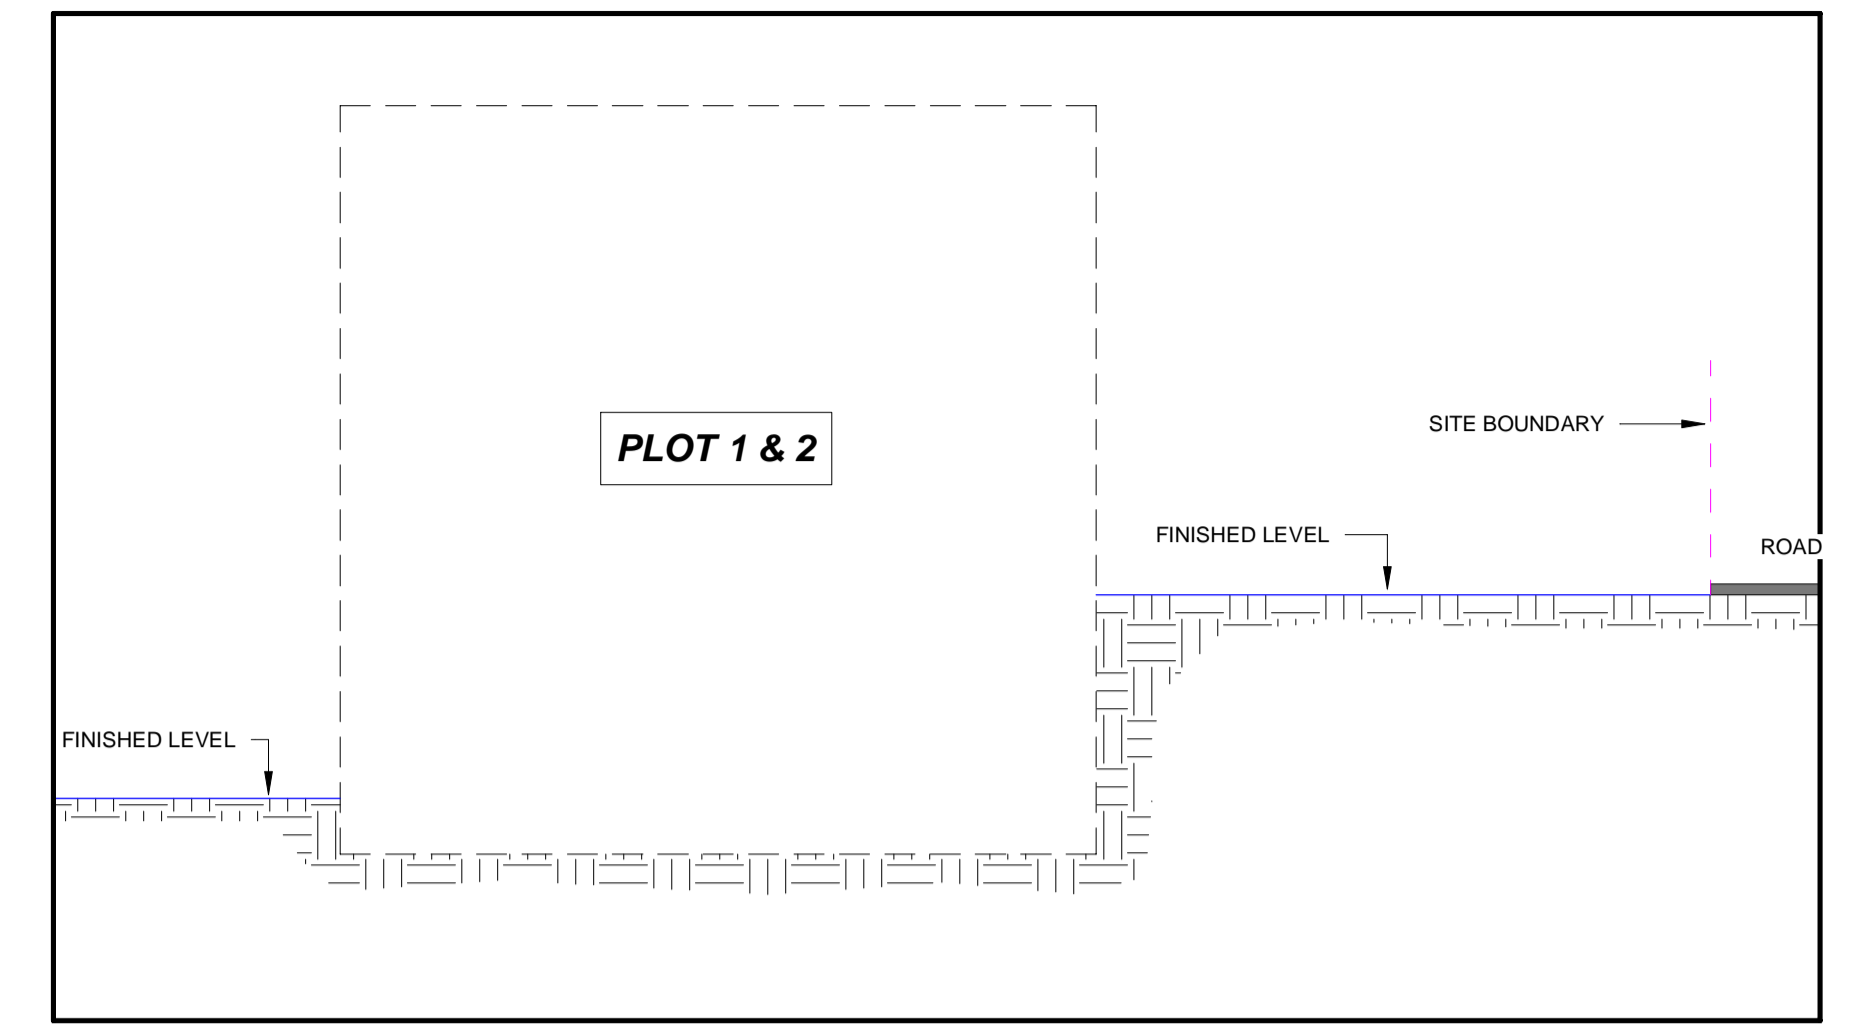 PLOT 1 & 2
SITE BOUNDARY
FINISHED LEVEL
ROAD
FINISHED LEVEL